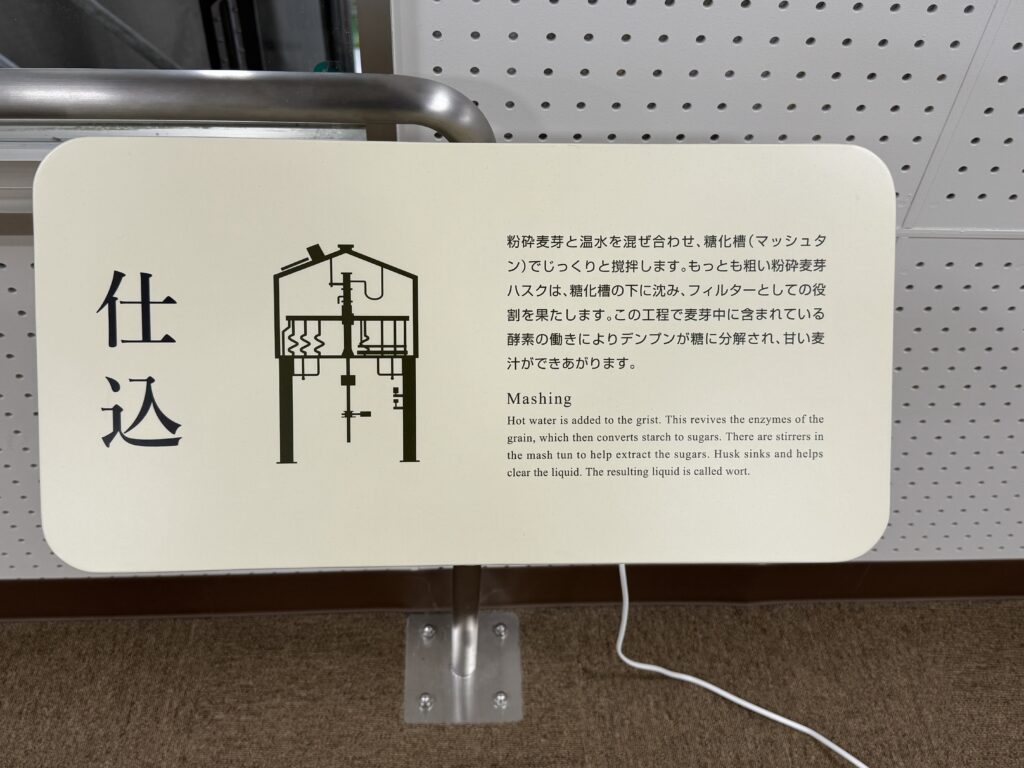 仕込
粉砕麦芽と温水を混ぜ合わせ、糖化槽(マッシュタ
ン)でじっくりと撹拌します。もっとも粗い粉砕麦芽
ハスクは、糖化槽の下に沈み、フィルターとしての役
割を果たします。この工程で麦芽中に含まれている
酵素の働きによりデンプンが糖に分解され、甘い麦
汁ができあがります。
Mashing
Hot water is added to the grist. This revives the enzymes of the
grain, which then converts starch to sugars. There are stirrers in
the mash tun to help extract the sugars. Husk sinks and helps
clear the liquid. The resulting liquid is called wort.